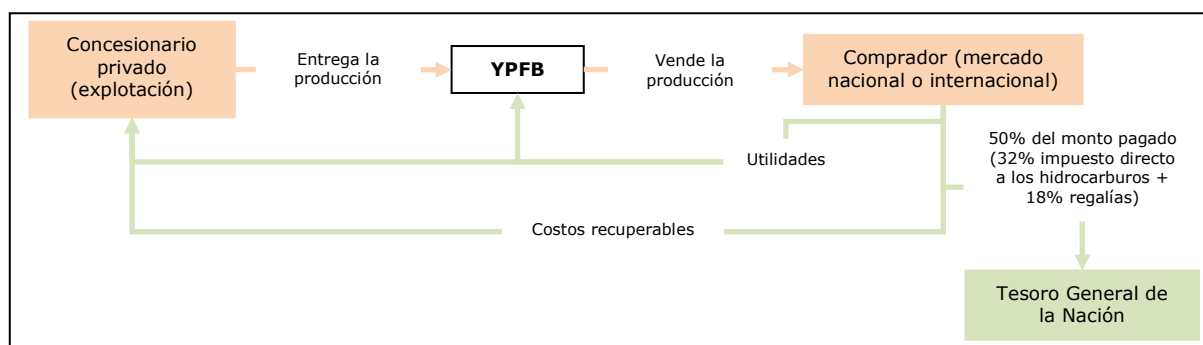 Concesionario
privado
(explotación)
Entrega la
producción
YPFB
Vende la
producción
Comprador (mercado
nacional o internacional)
Utilidades
50% del monto pagado
(32% impuesto directo
a los hidrocarburos +
18% regalías)
Costos recuperables
Tesoro General de
la Nación